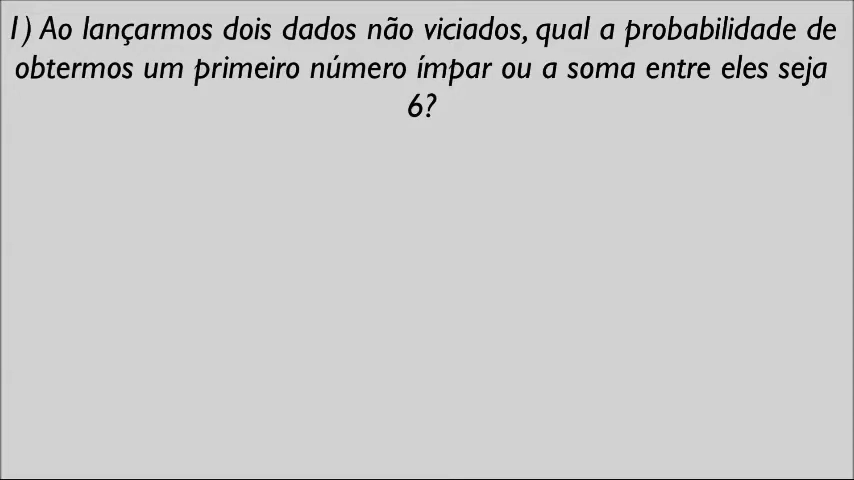 1) Ao lançarmos dois dados não viciados, qual a probabilidade de
obtermos um primeiro número ímpar ou a soma entre eles seja
6?